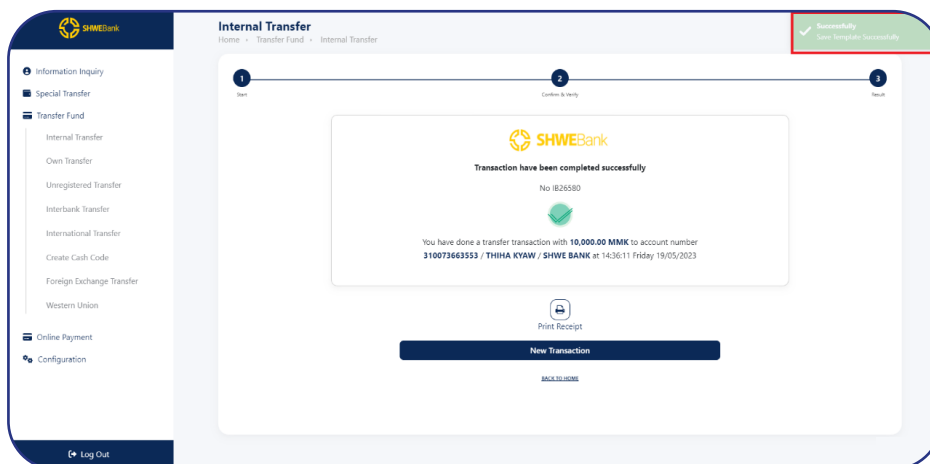 SHWEBank
Internal Transfer
Home • Transfer Fund • Internal Transfer
Successfully
Save Template Successfully
Information Inquiry
Special Transfer
Transfer Fund
Internal Transfer
Own Transfer
Unregistered Transfer
Interbank Transfer
International Transfer
Create Cash Code
Foreign Exchange Transfer
Western Union
Online Payment
Configuration
Log Out
1
2
3
Start
Confirm & Verify
Result
SHWEBank
Transaction have been completed successfully
No IB26580
You have done a transfer transaction with 10,000.00 MMK to account number
310073663553 / THIHA KYAW / SHWE BANK at 14:36:11 Friday 19/05/2023
Print Receipt
New Transaction
BACK TO HOME